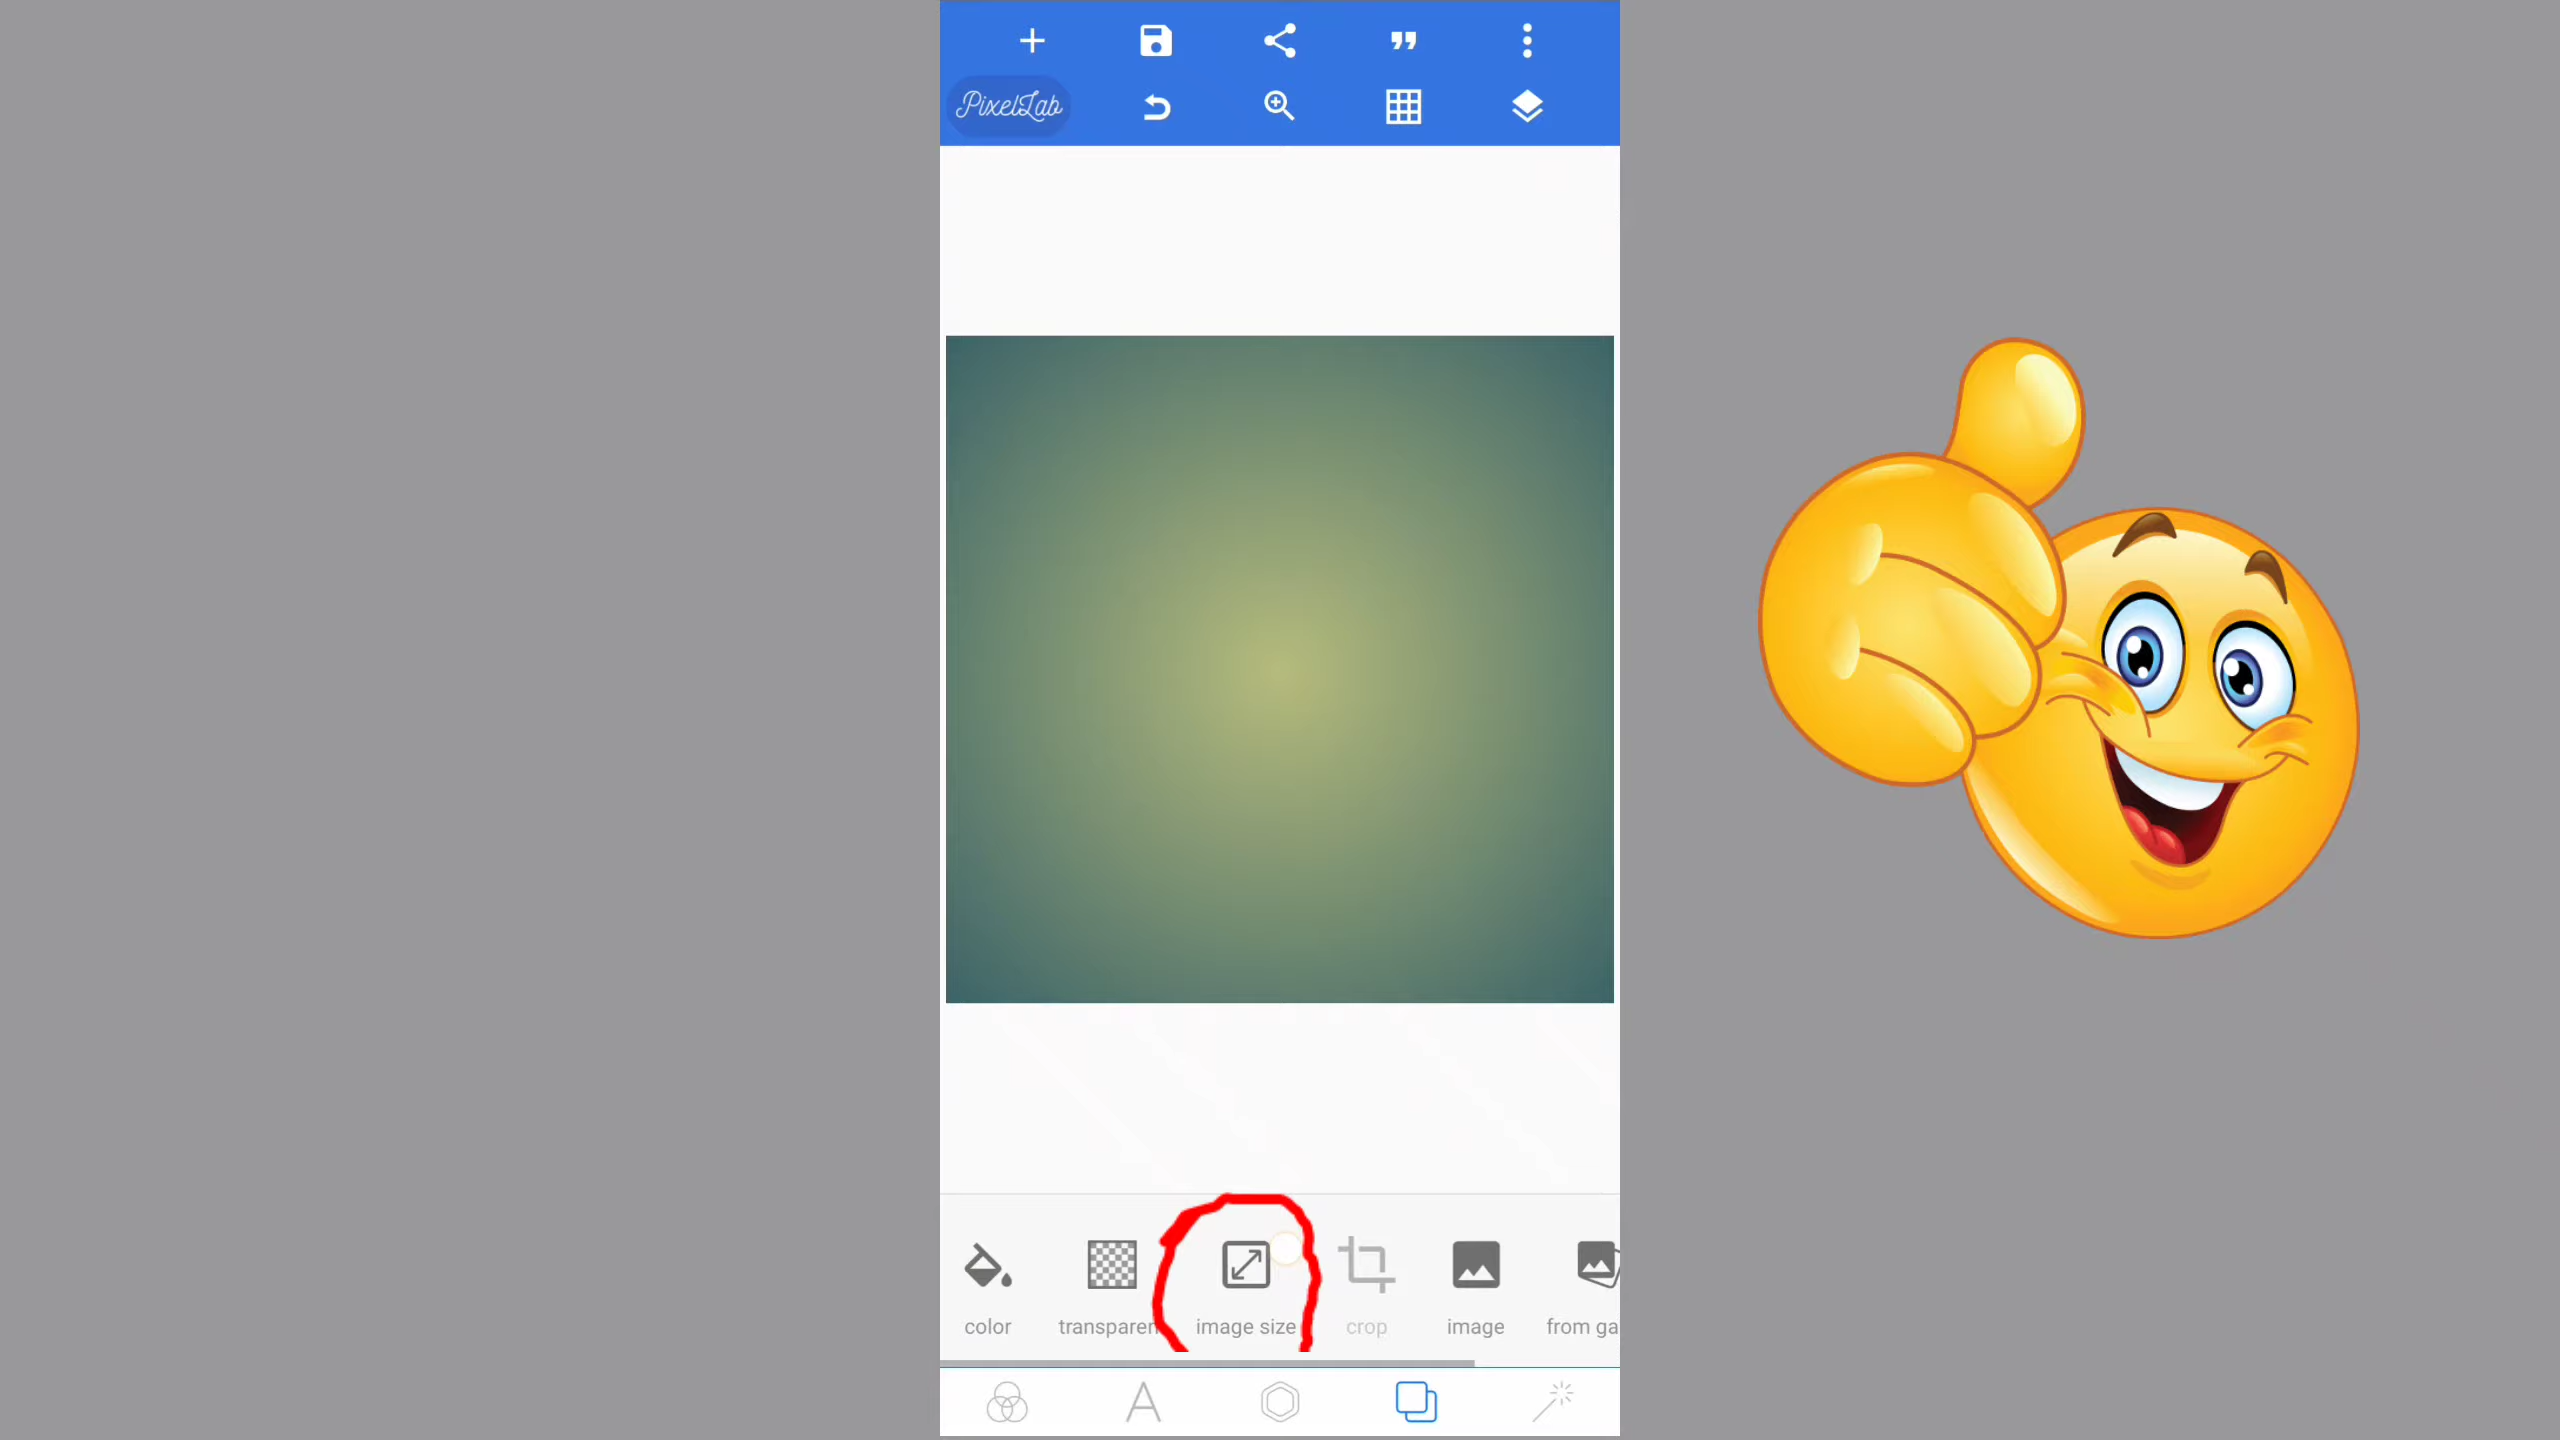 PixelLab
color
transparen
image size
crop
image
from ga